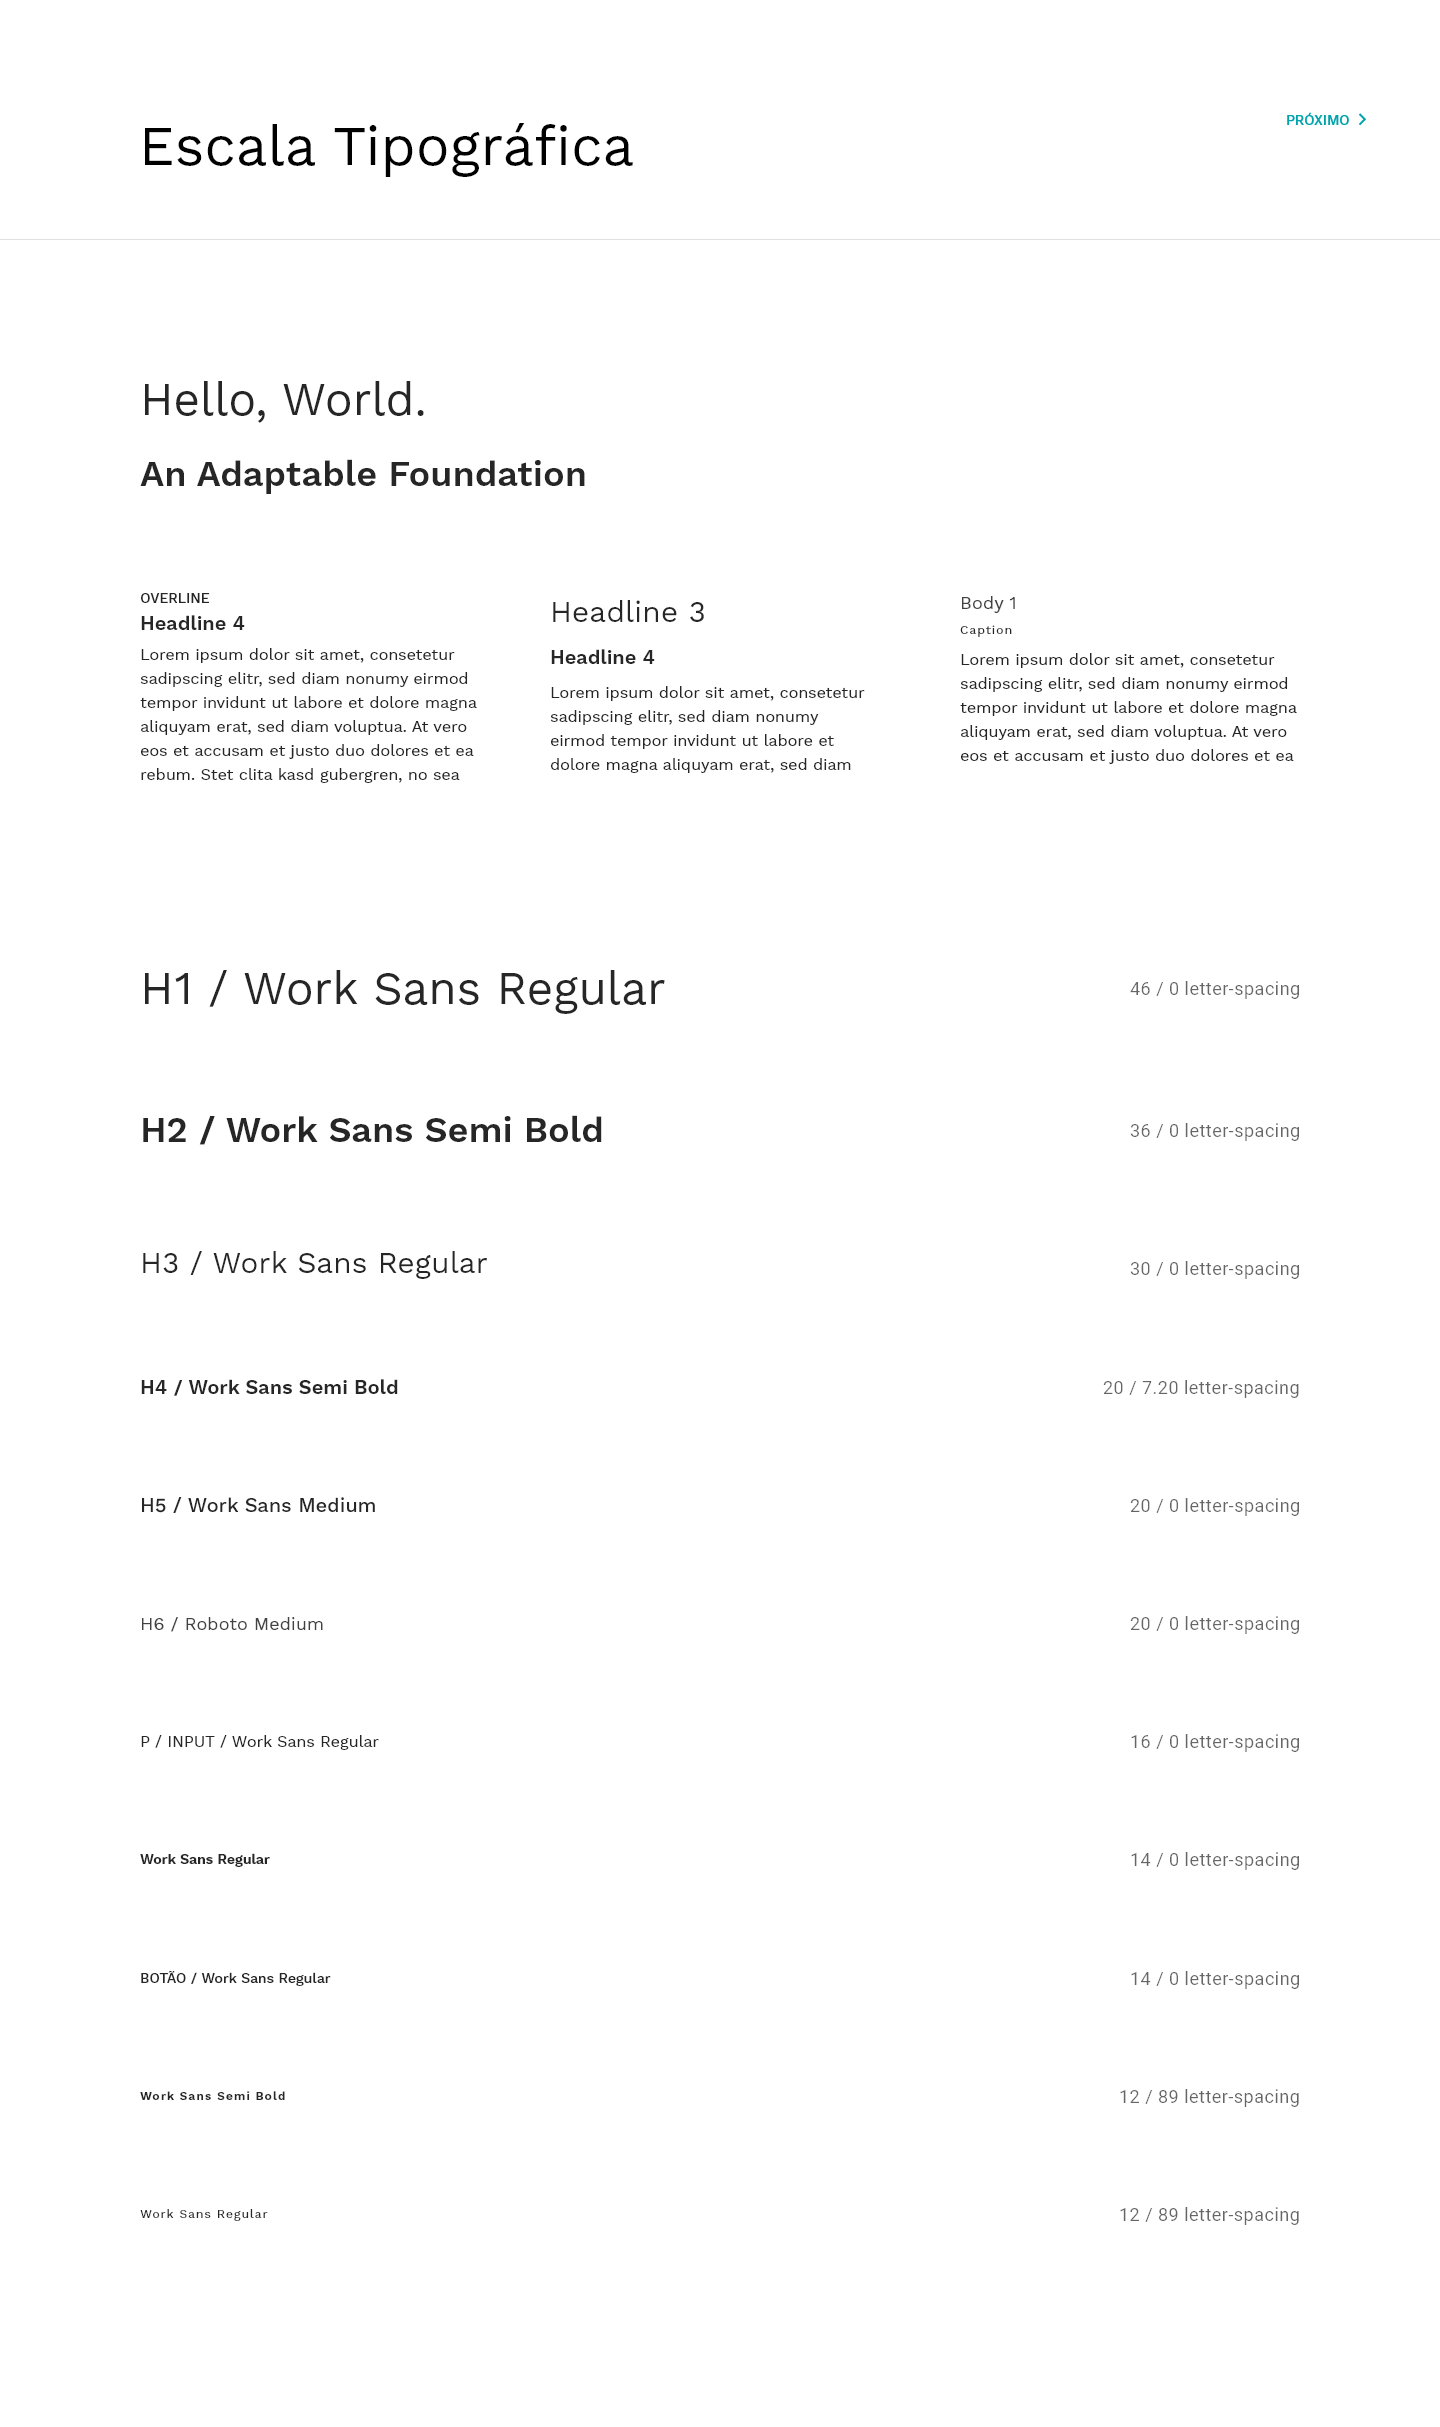 Escala Tipográfica
PRÓXIMO
Hello, World.
An Adaptable Foundation
OVERLINE
Headline 4
Lorem ipsum dolor sit amet, consetetur
sadipscing elitr, sed diam nonumy eirmod
tempor invidunt ut labore et dolore magna
aliquyam erat, sed diam voluptua. At vero
eos et accusam et justo duo dolores et ea
rebum. Stet clita kasd gubergren, no sea
Headline 3
Headline 4
Lorem ipsum dolor sit amet, consetetur
sadipscing elitr, sed diam nonumy
eirmod tempor invidunt ut labore et
dolore magna aliquyam erat, sed diam
Body 1
Caption
Lorem ipsum dolor sit amet, consetetur
sadipscing elitr, sed diam nonumy eirmod
tempor invidunt ut labore et dolore magna
aliquyam erat, sed diam voluptua. At vero
eos et accusam et justo duo dolores et ea
H1 / Work Sans Regular
46 / 0 letter-spacing
H2 / Work Sans Semi Bold
36 / 0 letter-spacing
H3 / Work Sans Regular
30 / 0 letter-spacing
H4 / Work Sans Semi Bold
20 / 7.20 letter-spacing
H5 / Work Sans Medium
20 / 0 letter-spacing
H6 / Roboto Medium
20 / 0 letter-spacing
P / INPUT / Work Sans Regular
16 / 0 letter-spacing
Work Sans Regular
14 / 0 letter-spacing
BOTÃO / Work Sans Regular
14 / 0 letter-spacing
Work Sans Semi Bold
12 / 89 letter-spacing
Work Sans Regular
12 / 89 letter-spacing